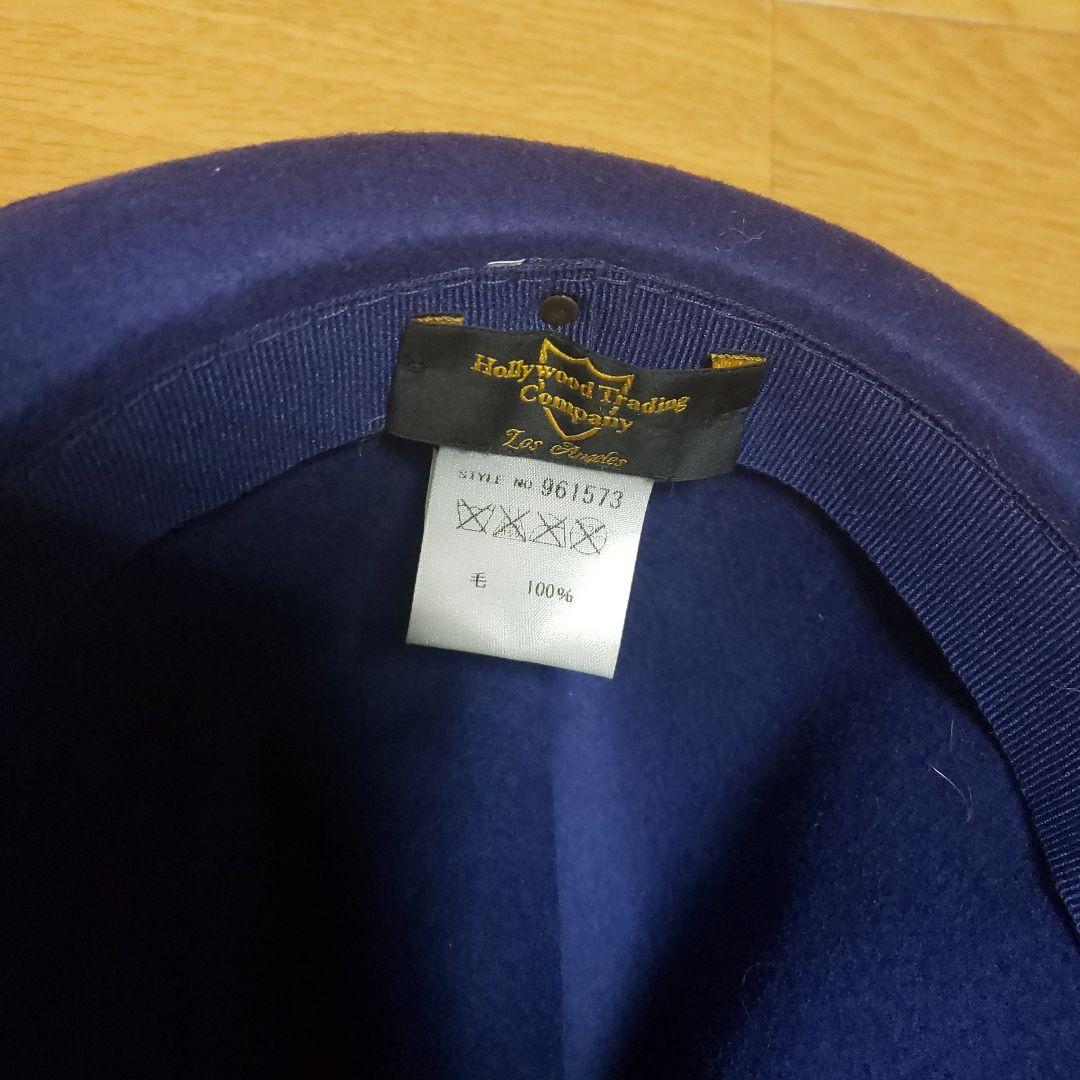 Hollywood Trading
Company
Los Angeles
STYLE NO 961573
毛 100%